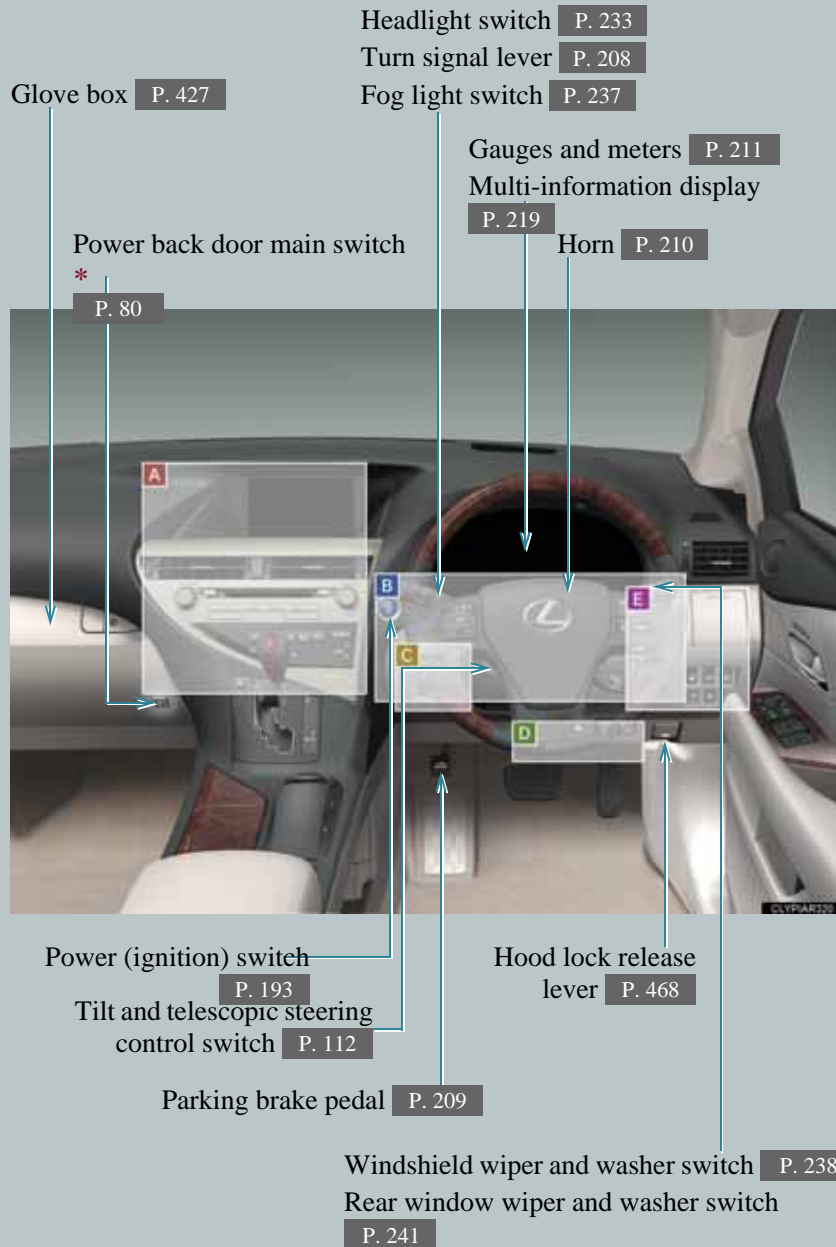 Headlight switch P. 233
Turn signal lever P. 208
Fog light switch P. 237
Glove box P. 427
Gauges and meters P. 211
Multi-information display
P. 219
Horn P. 210
Power back door main switch
*
P. 80
A
B
E
C
D
CLYPIAR320
Power (ignition) switch
P. 193
Hood lock release
lever P. 468
Tilt and telescopic steering
control switch P. 112
Parking brake pedal P. 209
Windshield wiper and washer switch P. 238
Rear window wiper and washer switch
P. 241